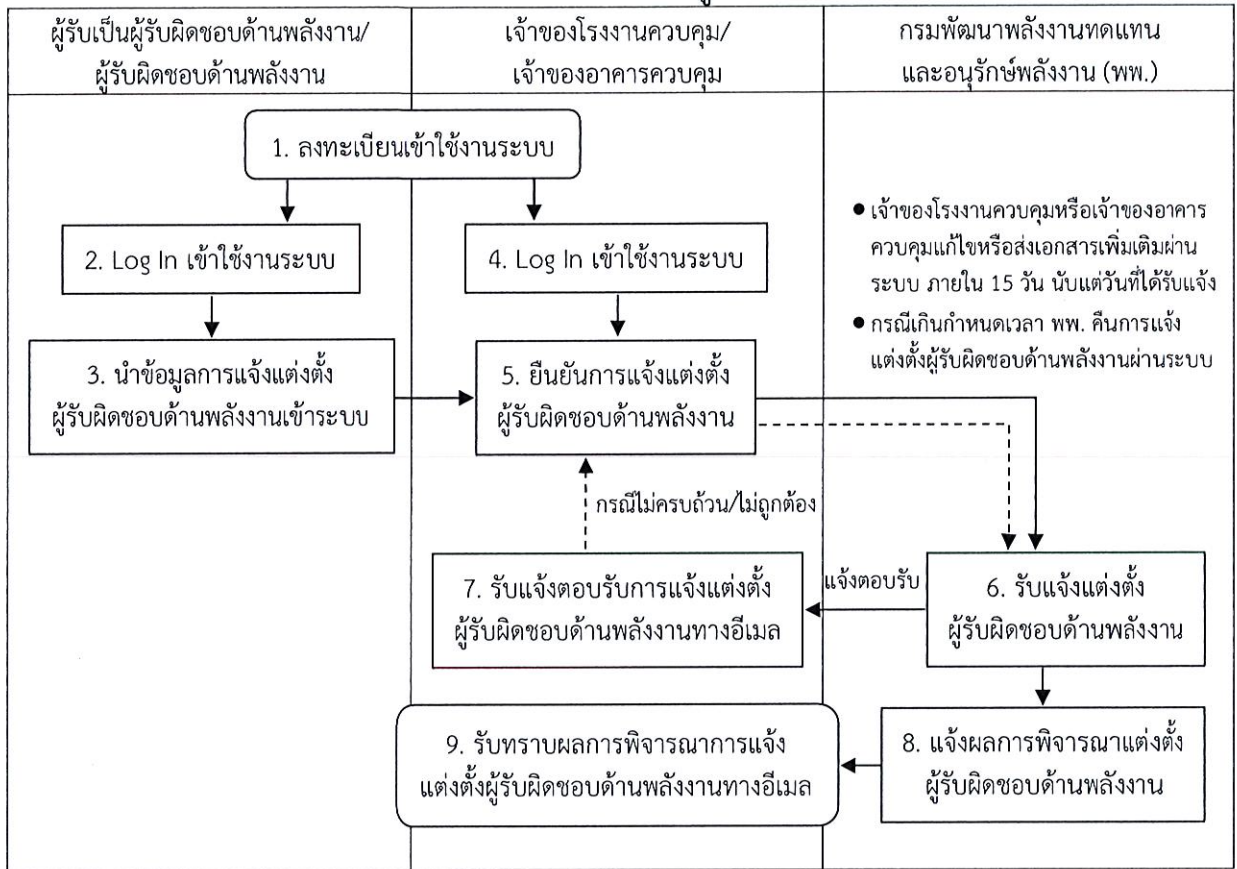 ผู้รับเป็นผู้รับผิดชอบด้านพลังงาน/
ผู้รับผิดชอบด้านพลังงาน
เจ้าของโรงงานควบคุม/
เจ้าของอาคารควบคุม
กรมพัฒนาพลังงานทดแทน
และอนุรักษ์พลังงาน (พพ.)
1. ลงทะเบียนเข้าใช้งานระบบ
2. Log In เข้าใช้งานระบบ
4. Log In เข้าใช้งานระบบ
● เจ้าของโรงงานควบคุมหรือเจ้าของอาคาร
ควบคุมแก้ไขหรือส่งเอกสารเพิ่มเติมผ่าน
ระบบ ภายใน 15 วัน นับแต่วันที่ได้รับแจ้ง
● กรณีเกินกำหนดเวลา พพ. คืนการแจ้ง
แต่งตั้งผู้รับผิดชอบด้านพลังงานผ่านระบบ
3. นำข้อมูลการแจ้งแต่งตั้ง
ผู้รับผิดชอบด้านพลังงานเข้าระบบ
5. ยืนยันการแจ้งแต่งตั้ง
ผู้รับผิดชอบด้านพลังงาน
กรณีไม่ครบถ้วน/ไม่ถูกต้อง
7. รับแจ้งตอบรับการแจ้งแต่งตั้ง
ผู้รับผิดชอบด้านพลังงานทางอีเมล
แจ้งตอบรับ
6. รับแจ้งแต่งตั้ง
ผู้รับผิดชอบด้านพลังงาน
9. รับทราบผลการพิจารณาการแจ้ง
แต่งตั้งผู้รับผิดชอบด้านพลังงานทางอีเมล
8. แจ้งผลการพิจารณาแต่งตั้ง
ผู้รับผิดชอบด้านพลังงาน